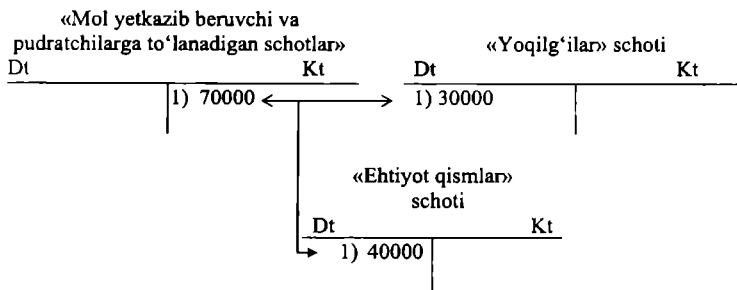 «Mol yetkazib beruvchi va
pudratchilarga to‘lanadigan schotlar»
Dt Kt
1) 70000
«Yoqilg‘ilar» schoti
Dt Kt
1) 30000
«Ehtiyot qismlar»
schoti
Dt Kt
1) 40000